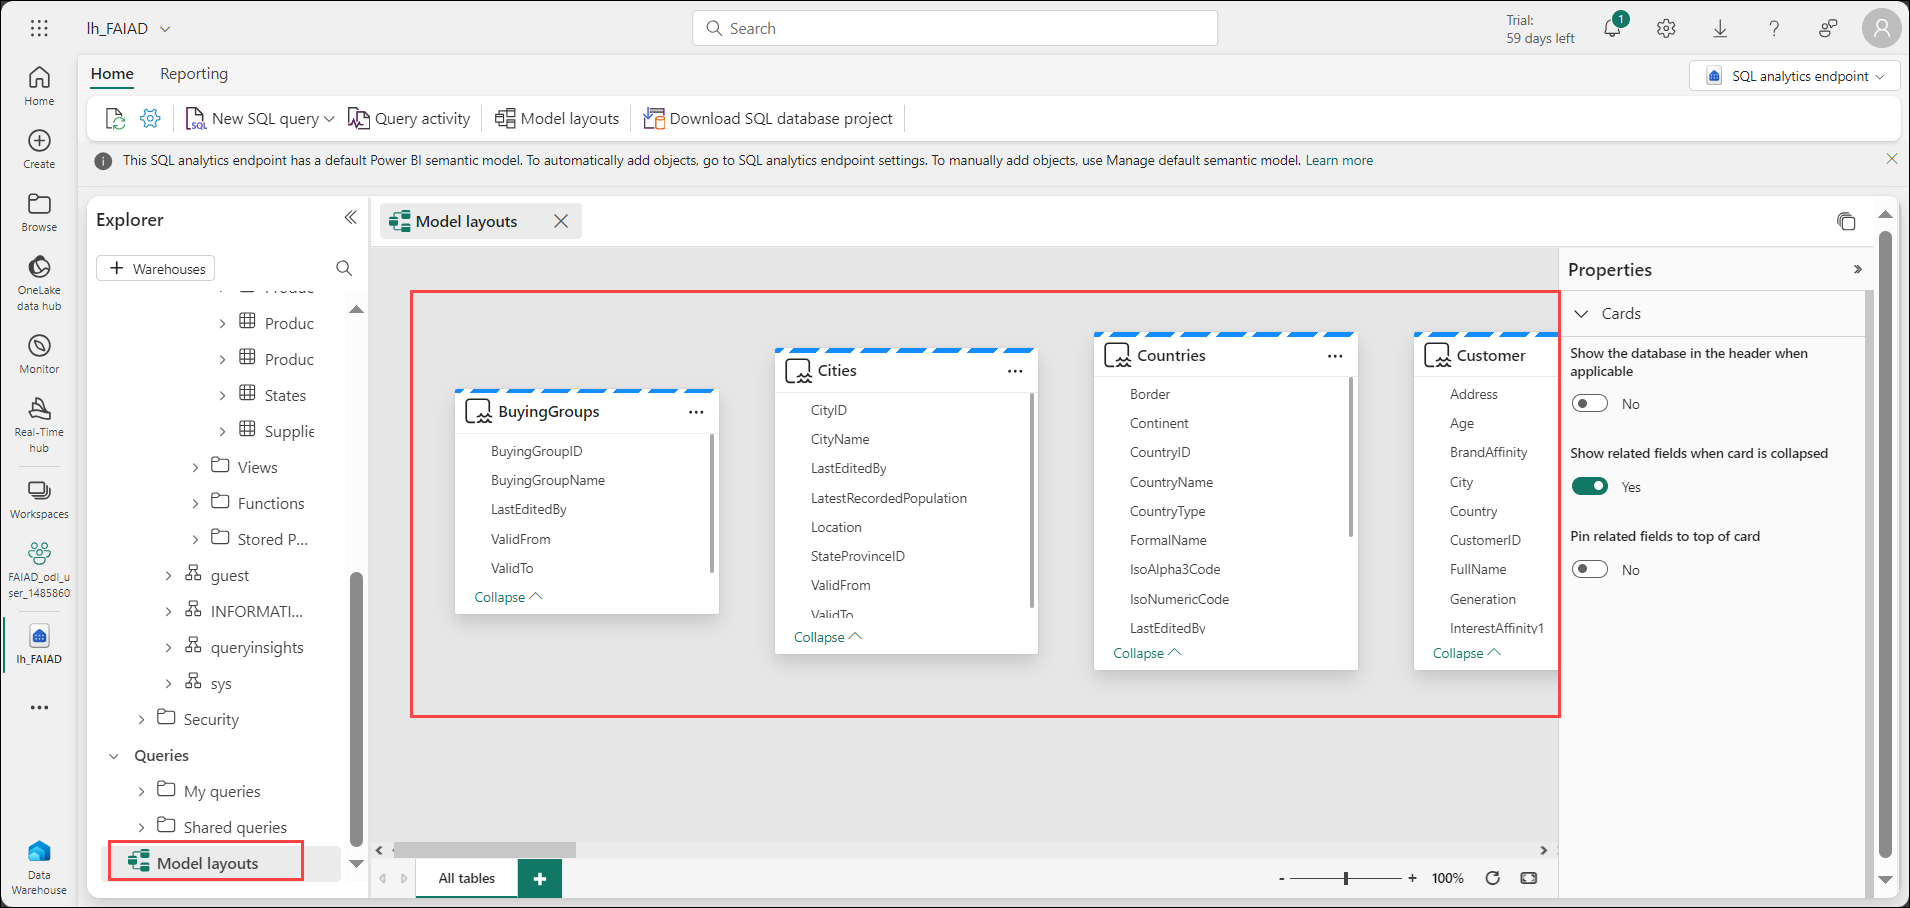 lh_FAIAD
Search
Trial:
59 days left
1
Home
Reporting
SQL analytics endpoint
New SQL query
Query activity
Model layouts
Download SQL database project
This SQL analytics endpoint has a default Power BI semantic model. To automatically add objects, go to SQL analytics endpoint settings. To manually add objects, use Manage default semantic model. Learn more
Home
Create
Browse
OneLake
data hub
Monitor
Real-Time
hub
Workspaces
FAIAD_odl_u
ser_1485860
lh_FAIAD
Data
Warehouse
Explorer
+ Warehouses
Produc
Produc
Produc
States
Supplie
Views
Functions
Stored P...
guest
INFORMATI...
queryinsights
sys
Security
Queries
My queries
Shared queries
Model layouts
Model layouts
BuyingGroups
BuyingGroupID
BuyingGroupName
LastEditedBy
ValidFrom
ValidTo
Collapse
Cities
CityID
CityName
LastEditedBy
LatestRecordedPopulation
Location
StateProvinceID
ValidFrom
ValidTo
Collapse
Countries
Border
Continent
CountryID
CountryName
CountryType
FormalName
IsoAlpha3Code
IsoNumericCode
LastEditedBy
Collapse
Customer
Address
Age
BrandAffinity
City
Country
CustomerID
FullName
Generation
InterestAffinity1
Collapse
Properties
Cards
Show the database in the header when
applicable
No
Show related fields when card is collapsed
Yes
Pin related fields to top of card
No
All tables
+
- + 100%